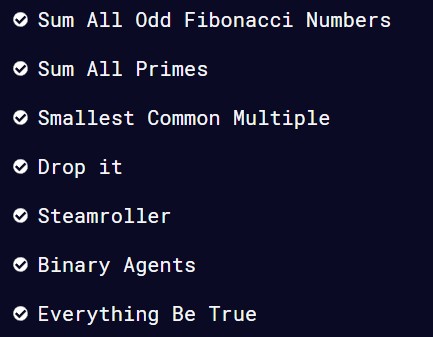 Sum All Odd Fibonacci Numbers
Sum All Primes
Smallest Common Multiple
Drop it
Steamroller
Binary Agents
Everything Be True